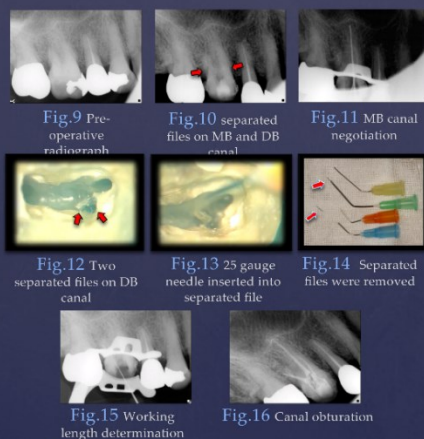 Fig.9 Pre-
operative
radiograph
Fig.10 separated
files on MB and DB
canal
Fig.11 MB canal
negotiation
Fig.12 Two
separated files on DB
canal
Fig.13 25 gauge
needle inserted into
separated file
Fig.14 Separated
files were removed
Fig.15 Working
length determination
Fig.16 Canal obturation